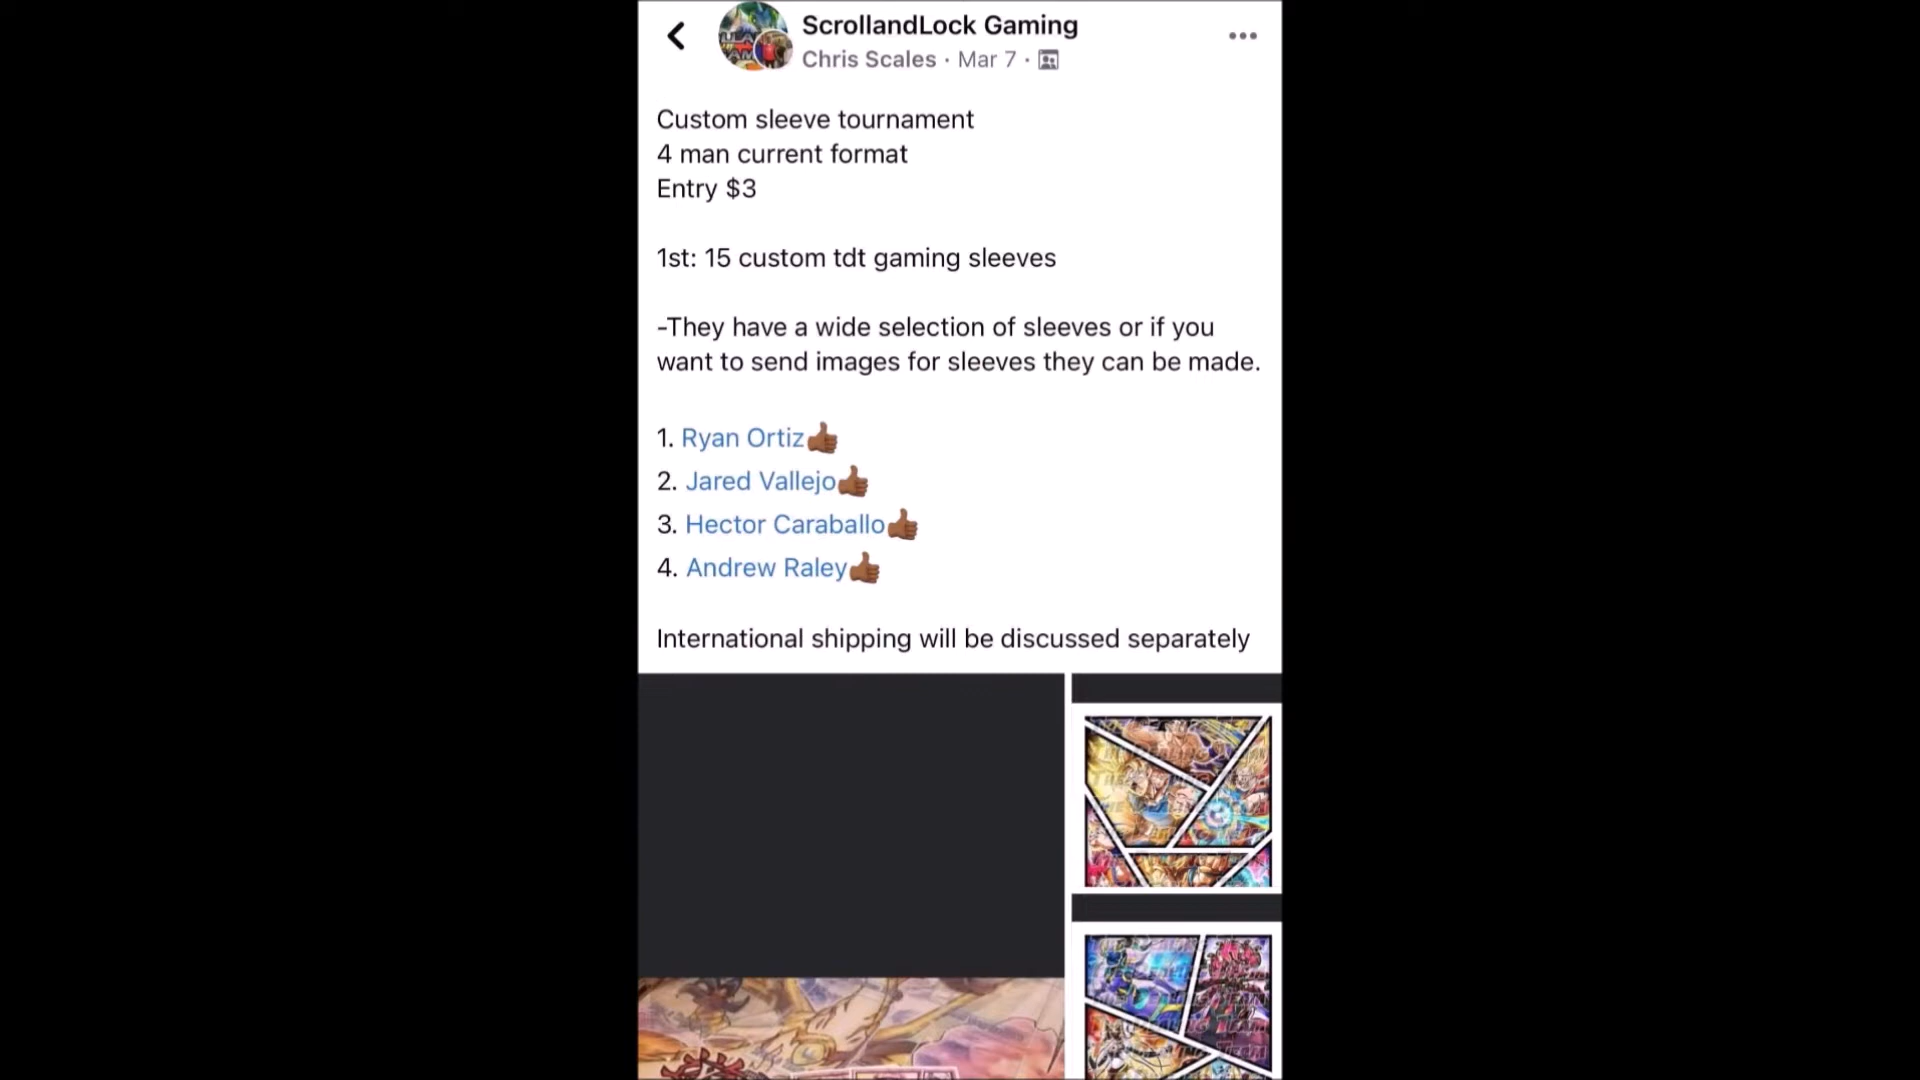 ScrollandLock Gaming
Chris Scales · Mar 7 ·
Custom sleeve tournament
4 man current format
Entry $3
1st: 15 custom tdt gaming sleeves
-They have a wide selection of sleeves or if you
want to send images for sleeves they can be made.
1. Ryan Ortiz👍🏾
2. Jared Vallejo👍🏾
3. Hector Caraballo👍🏾
4. Andrew Raley👍🏾
International shipping will be discussed separately